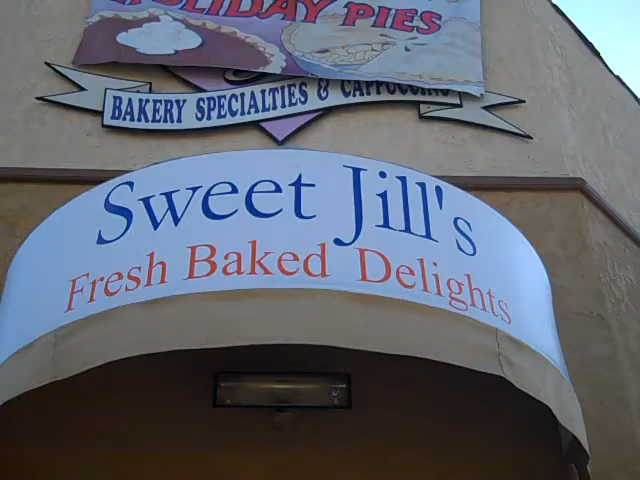 HOLIDAY PIES
BAKERY SPECIALTIES & CAPPUCCINO
Sweet Jill's
Fresh Baked Delights